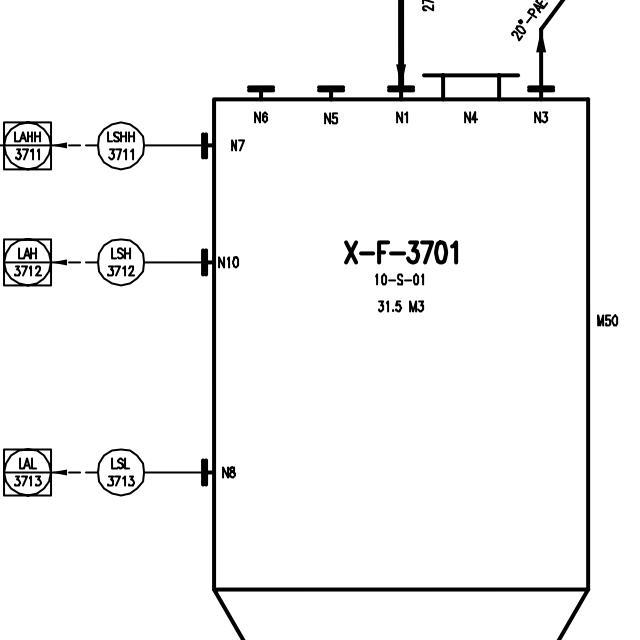 27
20"-PAE
N6
N5
N1
N4
N3
LAHH
3711
LSHH
3711
N7
LAH
3712
LSH
3712
N10
X-F-3701
10-S-01
31.5 M3
M50
LAL
3713
LSL
3713
N8